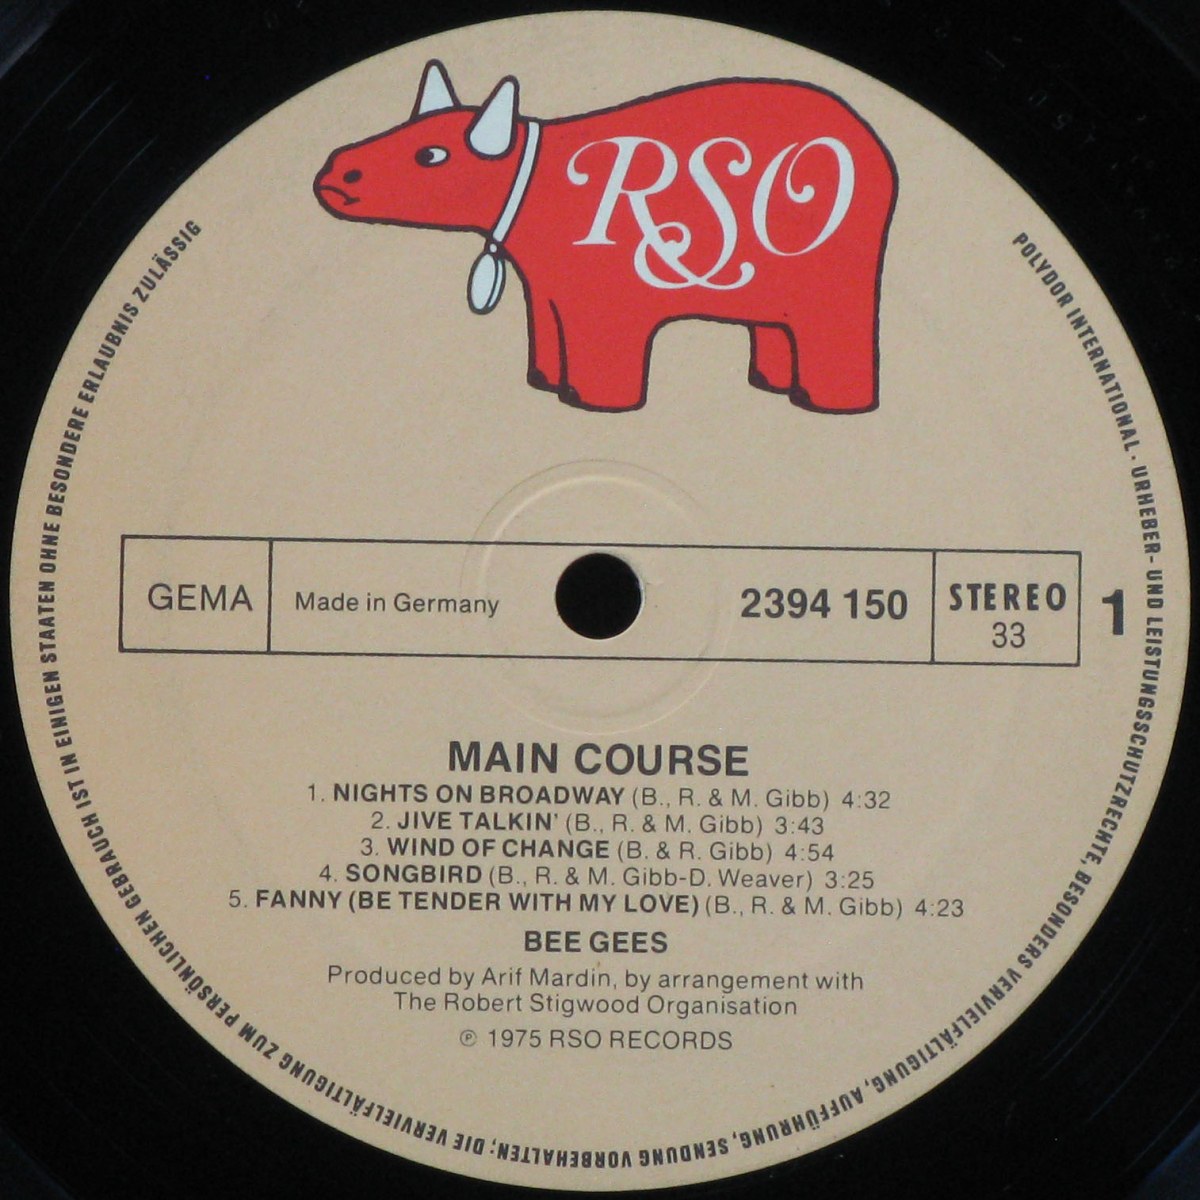 RSO
GEMA
Made in Germany
2394 150
STEREO
33
1
MAIN COURSE
1. NIGHTS ON BROADWAY (B., R. & M. Gibb) 4:32
2. JIVE TALKIN' (B., R. & M. Gibb) 3:43
3. WIND OF CHANGE (B. & R. Gibb) 4:54
4. SONGBIRD (B., R. & M. Gibb-D. Weaver) 3:25
5. FANNY (BE TENDER WITH MY LOVE) (B., R. & M. Gibb) 4:23
BEE GEES
Produced by Arif Mardin, by arrangement with
The Robert Stigwood Organisation
℗ 1975 RSO RECORDS
POLYDOR INTERNATIONAL · URHEBER- UND LEISTUNGSSCHUTZRECHTE, BESONDERS VERVIELFÄLTIGUNG, AUFFÜHRUNG, SENDUNG VORBEHALTEN; DIE VERVIELFÄLTIGUNG ZUM PERSÖNLICHEN GEBRAUCH IST IN EINIGEN STAATEN OHNE BESONDERE ERLAUBNIS ZULÄSSIG